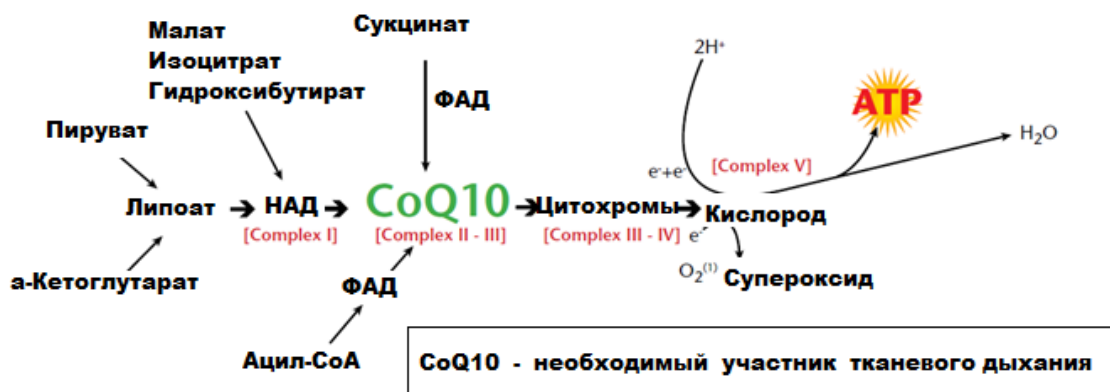 Малат
Изоцитрат
Гидроксибутират
Сукцинат
2H⁺
ATP
ФАД
Пируват
H₂O
[Complex V]
e⁻+e⁻
Липоат
НАД
CoQ10
Цитохромы
Кислород
[Complex I]
[Complex II - III]
[Complex III - IV]
e⁻
O₂⁽¹⁾
Супероксид
а-Кетоглутарат
ФАД
Ацил-СоА
CoQ10 - необходимый участник тканевого дыхания